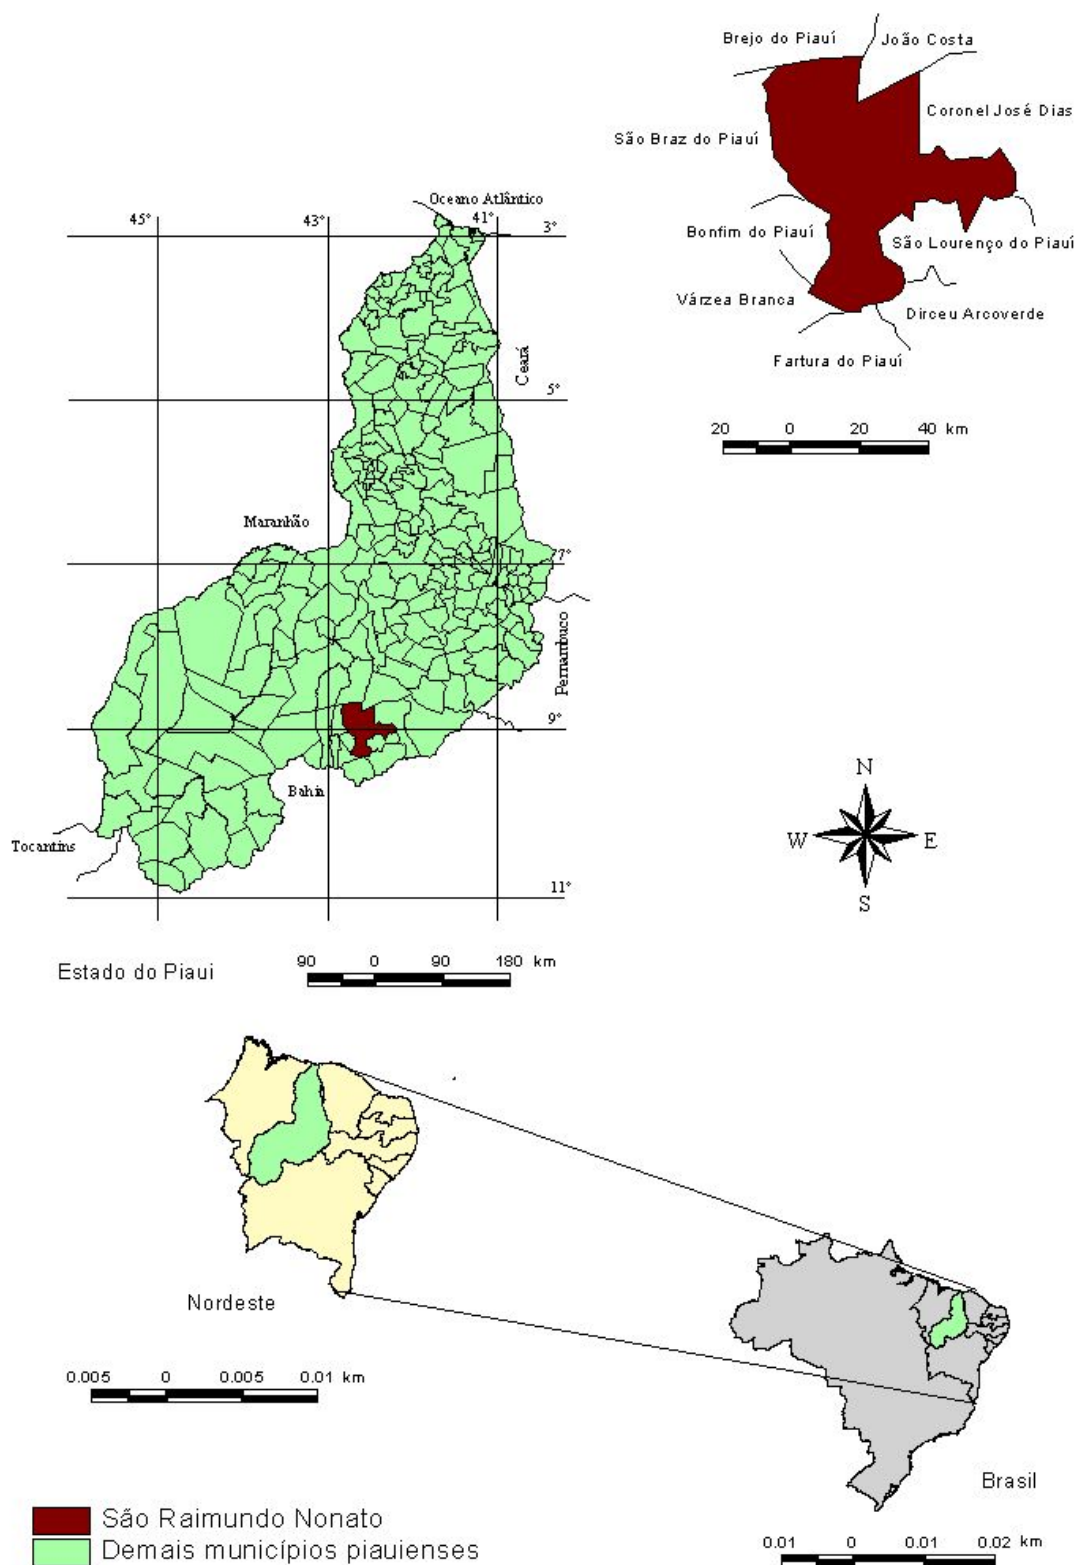 Brejo do Piauí
João Costa
Coronel José Dias
São Braz do Piauí
Bonfim do Piauí
São Lourenço do Piauí
Várzea Branca
Dirceu Arcoverde
Fartura do Piauí
20 0 20 40 km
Oceano Atlântico
45° 43° 41°
3°
Ceará
5°
Maranhão
7°
Pernambuco
9°
Bahia
Tocantins
11°
N
W E
S
Estado do Piaui
90 0 90 180 km
Nordeste
0.005 0 0.005 0.01 km
Brasil
São Raimundo Nonato
Demais municípios piauienses
0.01 0 0.01 0.02 km